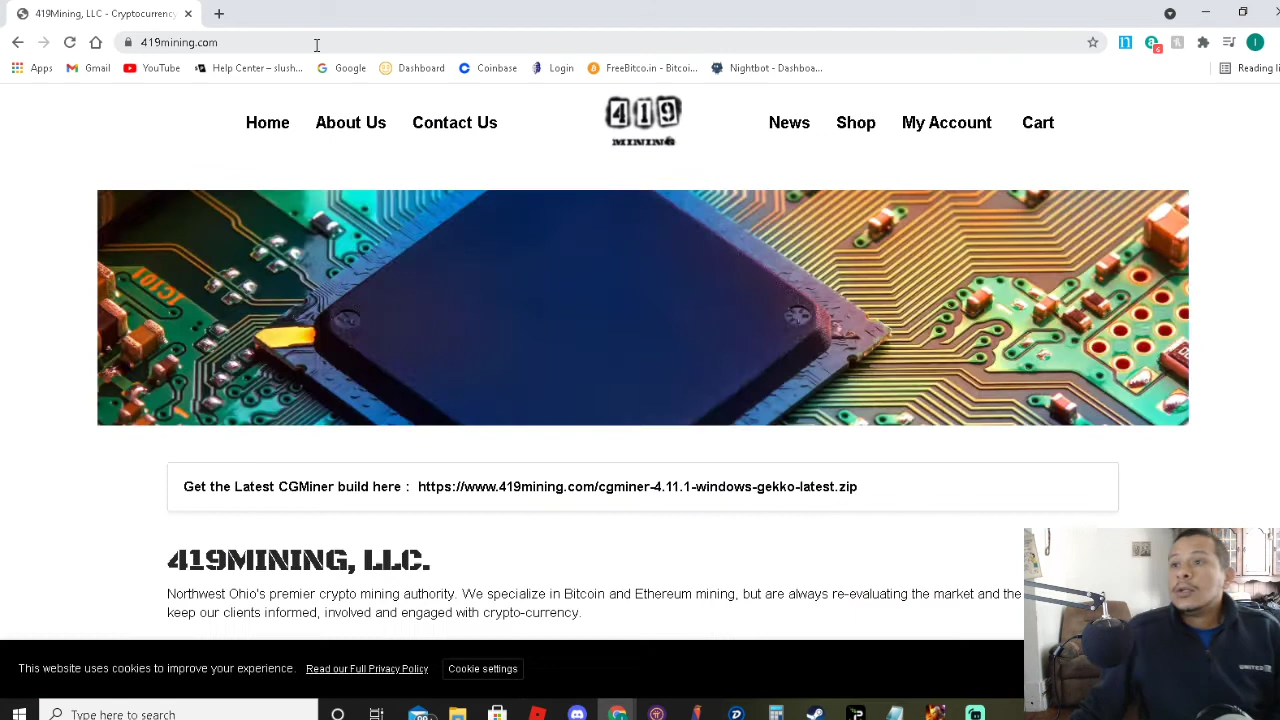 419Mining, LLC - Cryptocurrency
419mining.com
Apps Gmail YouTube Help Center – slush... Google Dashboard Coinbase Login FreeBitco.in - Bitcoi... Nightbot - Dashboa... Reading li
Home About Us Contact Us 419 MINING News Shop My Account Cart
IC101
Get the Latest CGMiner build here : https://www.419mining.com/cgminer-4.11.1-windows-gekko-latest.zip
419MINING, LLC.
Northwest Ohio's premier crypto mining authority. We specialize in Bitcoin and Ethereum mining, but are always re-evaluating the market and the
keep our clients informed, involved and engaged with crypto-currency.
This website uses cookies to improve your experience. Read our Full Privacy Policy Cookie settings
Type here to search